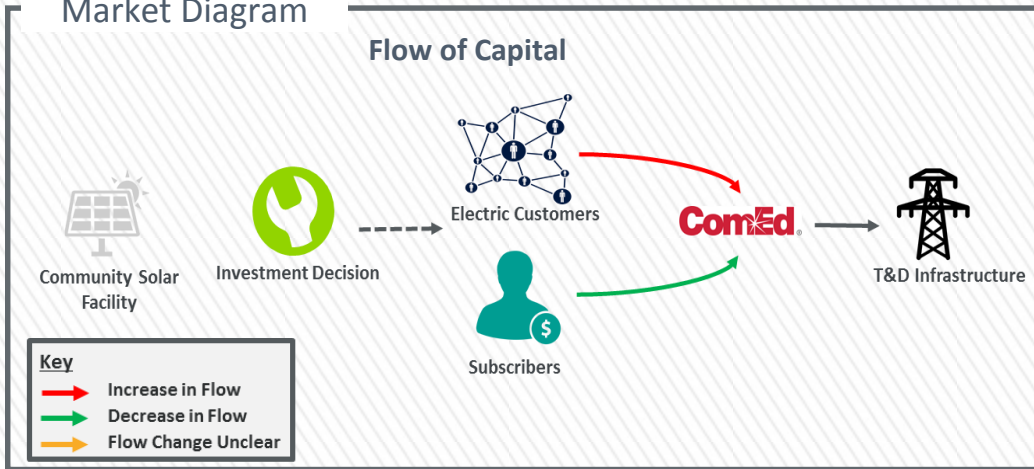 Market Diagram
Flow of Capital
Electric Customers
ComEd®
Community Solar
Facility
Investment Decision
T&D Infrastructure
$
Subscribers
Key
Increase in Flow
Decrease in Flow
Flow Change Unclear